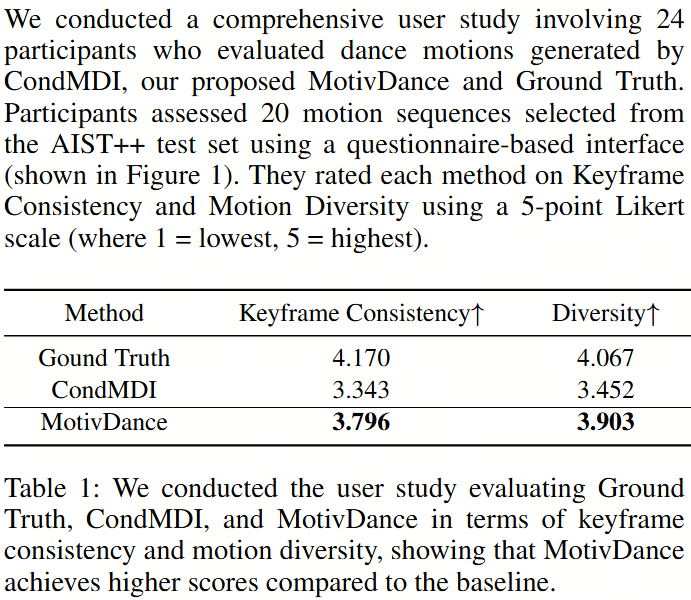 We conducted a comprehensive user study involving 24
participants who evaluated dance motions generated by
CondMDI, our proposed MotivDance and Ground Truth.
Participants assessed 20 motion sequences selected from
the AIST++ test set using a questionnaire-based interface
(shown in Figure 1). They rated each method on Keyframe
Consistency and Motion Diversity using a 5-point Likert
scale (where 1 = lowest, 5 = highest).
Method Keyframe Consistency↑ Diversity↑
Gound Truth 4.170 4.067
CondMDI 3.343 3.452
MotivDance 3.796 3.903
Table 1: We conducted the user study evaluating Ground
Truth, CondMDI, and MotivDance in terms of keyframe
consistency and motion diversity, showing that MotivDance
achieves higher scores compared to the baseline.